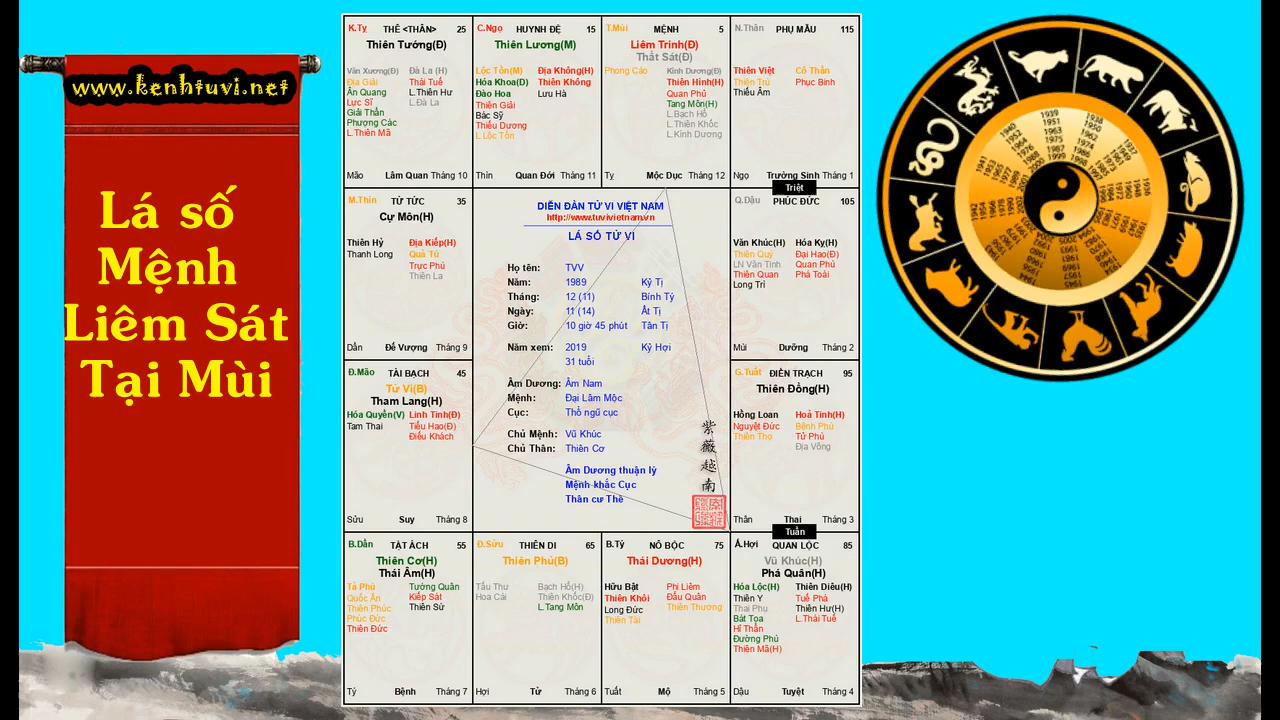 www.kenhtuvi.net
Lá số
Mệnh
Liêm Sát
Tại Mùi
K.Tỵ THÊ <THÂN> 25
Thiên Tướng(Đ)
Văn Xương(Đ) Đà La (H)
Địa Giải Thái Tuế
Ân Quang L.Thiên Hư
Lực Sĩ L.Đà La
Giải Thần
Phượng Các
L.Thiên Mã
Mão Lâm Quan Tháng 10
C.Ngọ HUYNH ĐỆ 15
Thiên Lương(M)
Lộc Tồn(M) Địa Không(H)
Hóa Khoa(D) Thiên Không
Đào Hoa Lưu Hà
Thiên Giải
Bác Sỹ
Thiếu Dương
L.Lộc Tồn
Thìn Quan Đới Tháng 11
T.Mùi MỆNH 5
Liêm Trinh(Đ)
Thất Sát(Đ)
Phong Cáo Kình Dương(Đ)
Thiên Hình(H)
Quan Phủ
Tang Môn(H)
L.Bạch Hổ
L.Thiên Khốc
L.Kình Dương
Tỵ Mộc Dục Tháng 12
N.Thân PHỤ MẪU 115
Thiên Việt Cô Thần
Thiên Trù Phục Binh
Thiếu Âm
Ngọ Trường Sinh Tháng 1
Triệt
M.Thìn TỬ TỨC 35
Cự Môn(H)
Thiên Hỷ Địa Kiếp(H)
Thanh Long Quả Tú
Trực Phù
Thiên La
Dần Đế Vượng Tháng 9
DIỄN ĐÀN TỬ VI VIỆT NAM
http://www.tuvivietnam.vn
LÁ SỐ TỬ VI
Họ tên: TVV
Năm: 1989 Kỷ Tị
Tháng: 12 (11) Bính Tý
Ngày: 11 (14) Ất Tị
Giờ: 10 giờ 45 phút Tân Tị
Năm xem: 2019 Kỷ Hợi
31 tuổi
Âm Dương: Âm Nam
Mệnh: Đại Lâm Mộc
Cục: Thổ ngũ cục
Chủ Mệnh: Vũ Khúc
Chủ Thân: Thiên Cơ
Âm Dương thuận lý
Mệnh khắc Cục
Thân cư Thê
紫
薇
越
南
Q.Dậu PHÚC ĐỨC 105
Văn Khúc(H) Hóa Kỵ(H)
Thiên Quý Đại Hao(Đ)
LN Văn Tinh Quan Phù
Thiên Quan Phá Toái
Long Trì
Mùi Dưỡng Tháng 2
Đ.Mão TÀI BẠCH 45
Tử Vi(B)
Tham Lang(H)
Hóa Quyền(V) Linh Tinh(Đ)
Tam Thai Tiểu Hao(Đ)
Điếu Khách
Sửu Suy Tháng 8
G.Tuất ĐIỀN TRẠCH 95
Thiên Đồng(H)
Hồng Loan Hoả Tinh(H)
Nguyệt Đức Bệnh Phù
Thiên Thọ Tử Phù
Địa Võng
Thân Thai Tháng 3
Tuần
B.Dần TẬT ÁCH 55
Thiên Cơ(H)
Thái Âm(H)
Tả Phù Tướng Quân
Quốc Ấn Kiếp Sát
Thiên Phúc Thiên Sứ
Phúc Đức
Thiên Đức
Tý Bệnh Tháng 7
Đ.Sửu THIÊN DI 65
Thiên Phủ(B)
Tấu Thư Bạch Hổ(H)
Hoa Cái Thiên Khốc(Đ)
L.Tang Môn
Hợi Tử Tháng 6
B.Tý NÔ BỘC 75
Thái Dương(H)
Hữu Bật Phi Liêm
Thiên Khôi Đẩu Quân
Long Đức Thiên Thương
Thiên Tài
Tuất Mộ Tháng 5
Ấ.Hợi QUAN LỘC 85
Vũ Khúc(H)
Phá Quân(H)
Hóa Lộc(H) Thiên Diêu(H)
Thiên Y Tuế Phá
Thai Phụ Thiên Hư(H)
Bát Tọa L.Thái Tuế
Hỉ Thần
Đường Phù
Thiên Mã(H)
Dậu Tuyệt Tháng 4